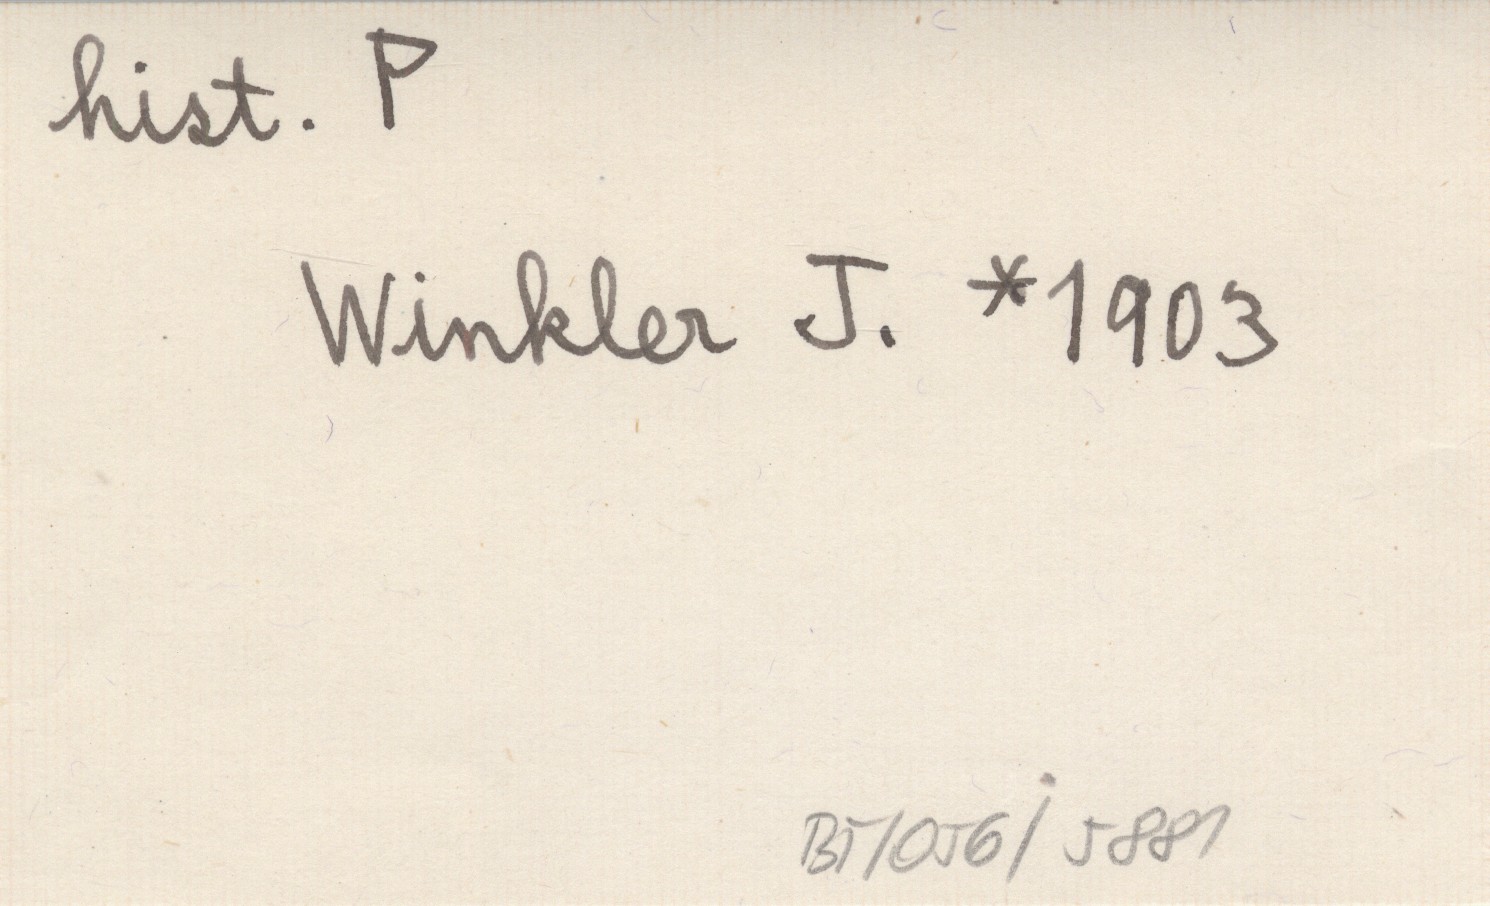 hist. P
Winkler J. *1903
BT/056/5881